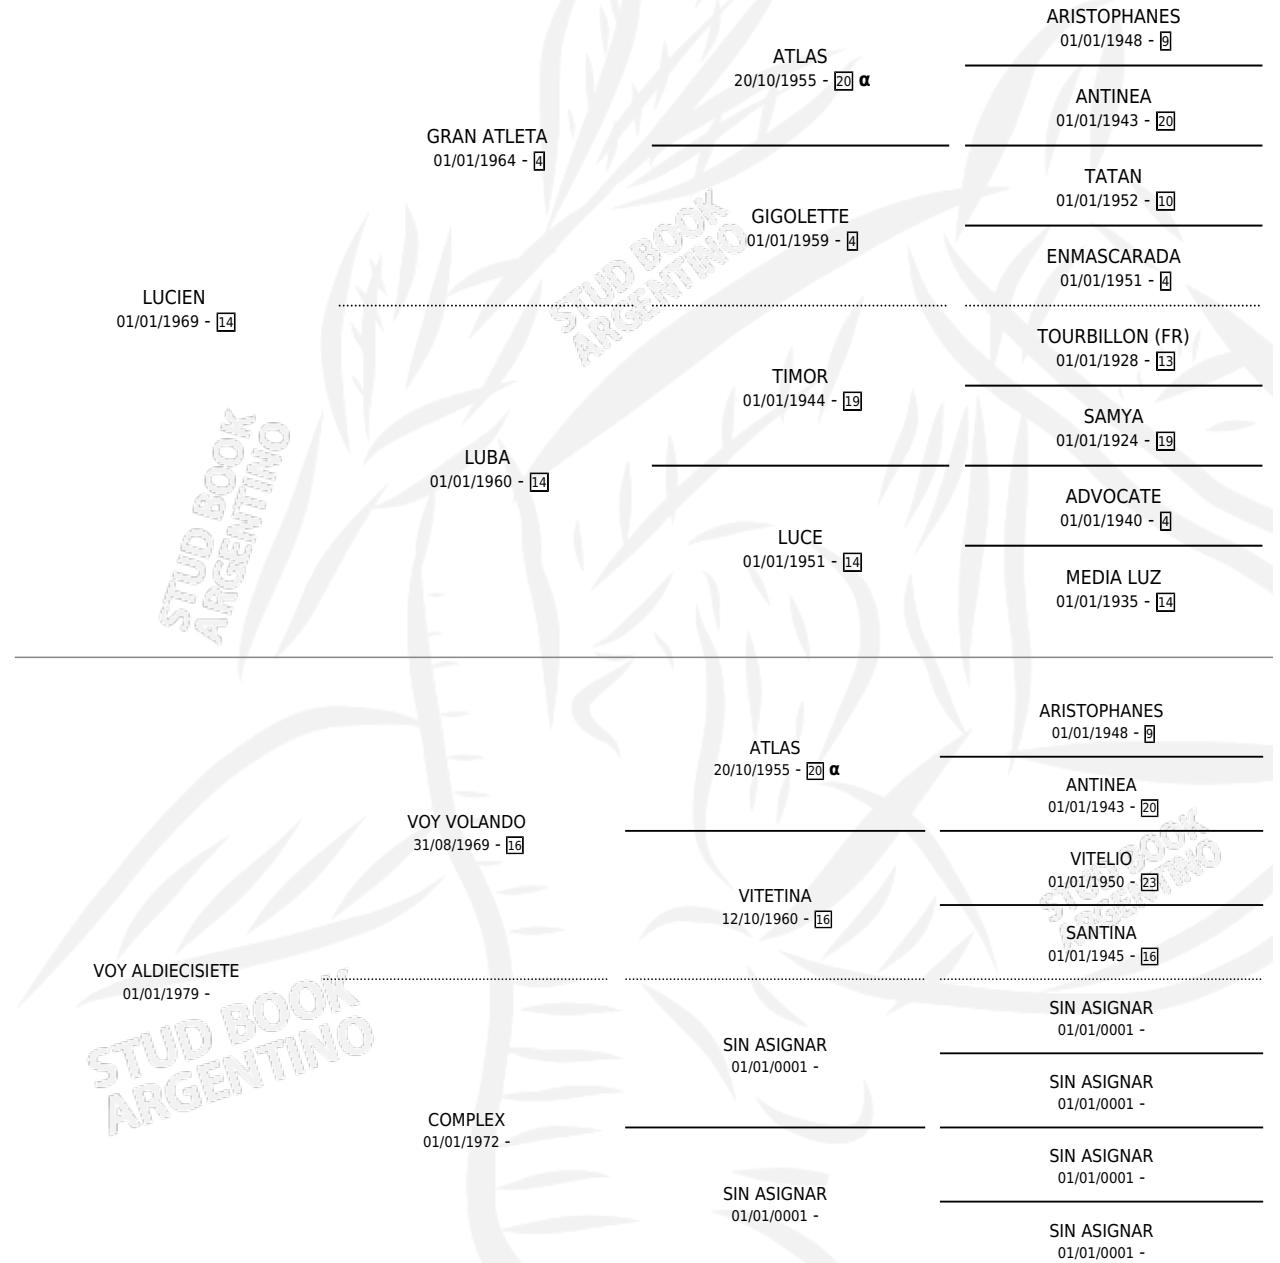 ARISTOPHANES
01/01/1948 - 9
ATLAS
20/10/1955 - 20 α
ANTINEA
01/01/1943 - 20
GRAN ATLETA
01/01/1964 - 4
TATAN
01/01/1952 - 10
GIGOLETTE
01/01/1959 - 4
ENMASCARADA
01/01/1951 - 4
LUCIEN
01/01/1969 - 14
TOURBILLON (FR)
01/01/1928 - 13
TIMOR
01/01/1944 - 19
SAMYA
01/01/1924 - 19
LUBA
01/01/1960 - 14
ADVOCATE
01/01/1940 - 4
LUCE
01/01/1951 - 14
MEDIA LUZ
01/01/1935 - 14
STUD BOOK
ARGENTINO
STUD BOOK
ARGENTINO
ARISTOPHANES
01/01/1948 - 9
ATLAS
20/10/1955 - 20 α
ANTINEA
01/01/1943 - 20
VOY VOLANDO
31/08/1969 - 16
VITELIO
01/01/1950 - 23
VITETINA
12/10/1960 - 16
SANTINA
01/01/1945 - 16
VOY ALDIECISIETE
01/01/1979 -
SIN ASIGNAR
01/01/0001 -
SIN ASIGNAR
01/01/0001 -
SIN ASIGNAR
01/01/0001 -
COMPLEX
01/01/1972 -
SIN ASIGNAR
01/01/0001 -
SIN ASIGNAR
01/01/0001 -
SIN ASIGNAR
01/01/0001 -
STUD BOOK
ARGENTINO
STUD BOOK
ARGENTINO